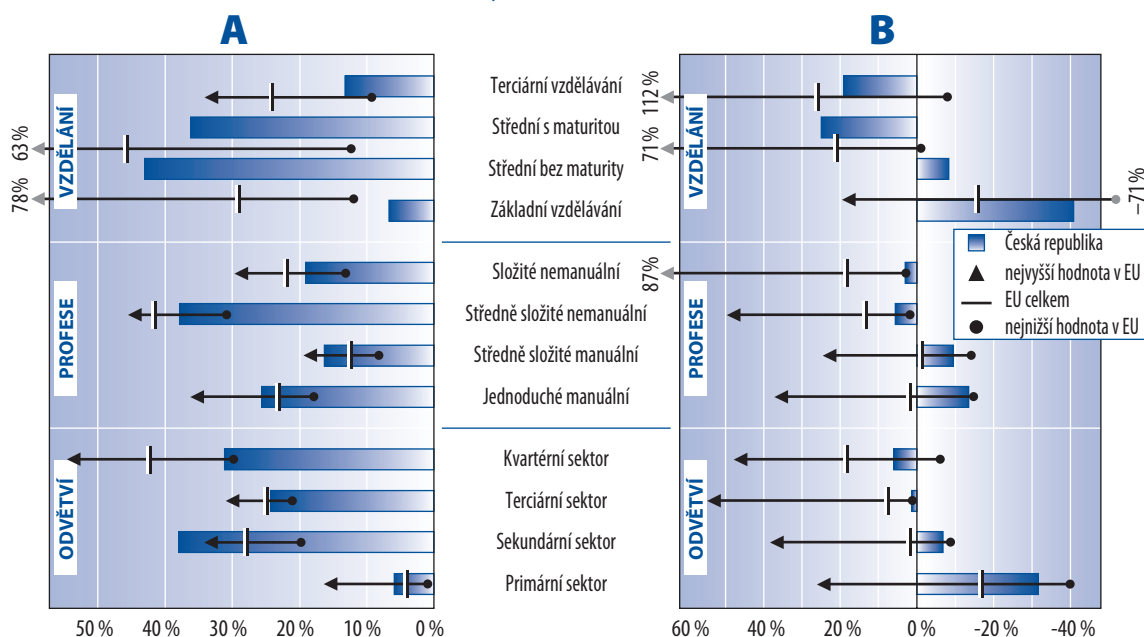 A
B
VZDĚLÁNÍ
63%
78%
Terciární vzdělávání
Střední s maturitou
Střední bez maturity
Základní vzdělávání
VZDĚLÁNÍ
112%
71%
–71%
PROFESE
Složité nemanuální
Středně složité nemanuální
Středně složité manuální
Jednoduché manuální
PROFESE
87%
Česká republika
nejvyšší hodnota v EU
EU celkem
nejnižší hodnota v EU
ODVĚTVÍ
Kvartérní sektor
Terciární sektor
Sekundární sektor
Primární sektor
ODVĚTVÍ
50 % 40 % 30 % 20 % 10 % 0 %
60 % 40 % 20 % 0 % -20 % -40 %